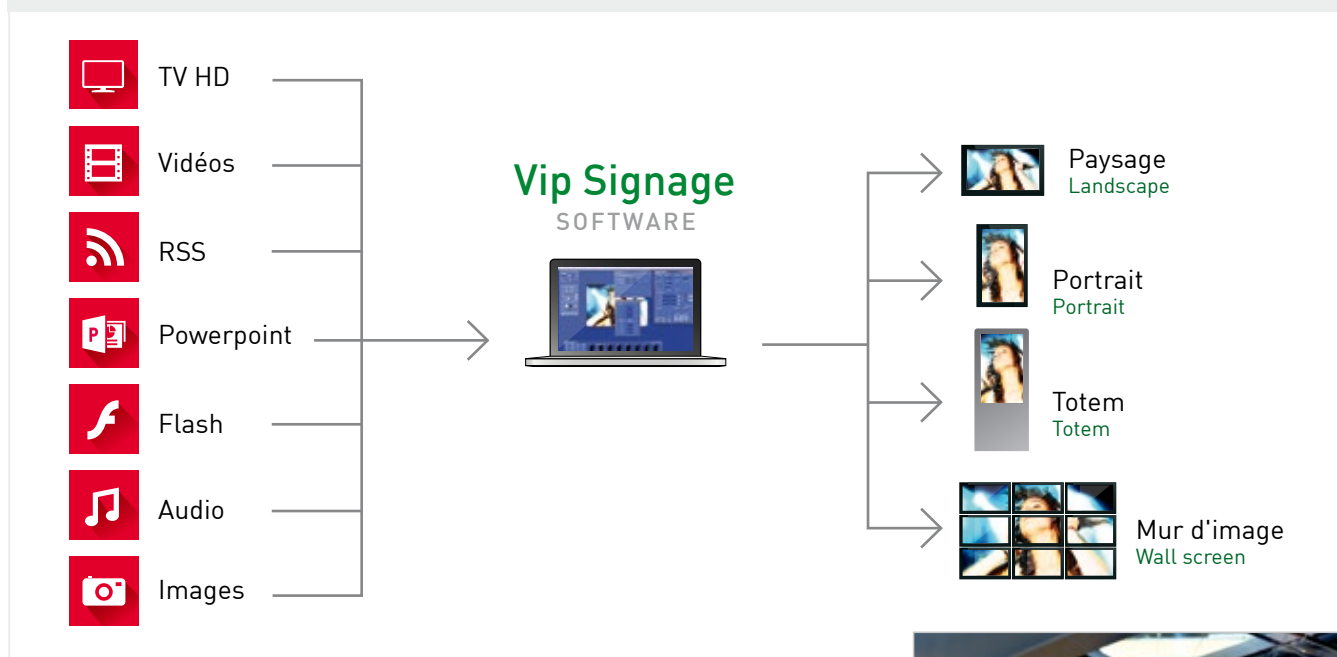 TV HD
Vidéos
RSS
Powerpoint
Flash
Audio
Images
Vip Signage
SOFTWARE
Paysage
Landscape
Portrait
Portrait
Totem
Totem
Mur d'image
Wall screen